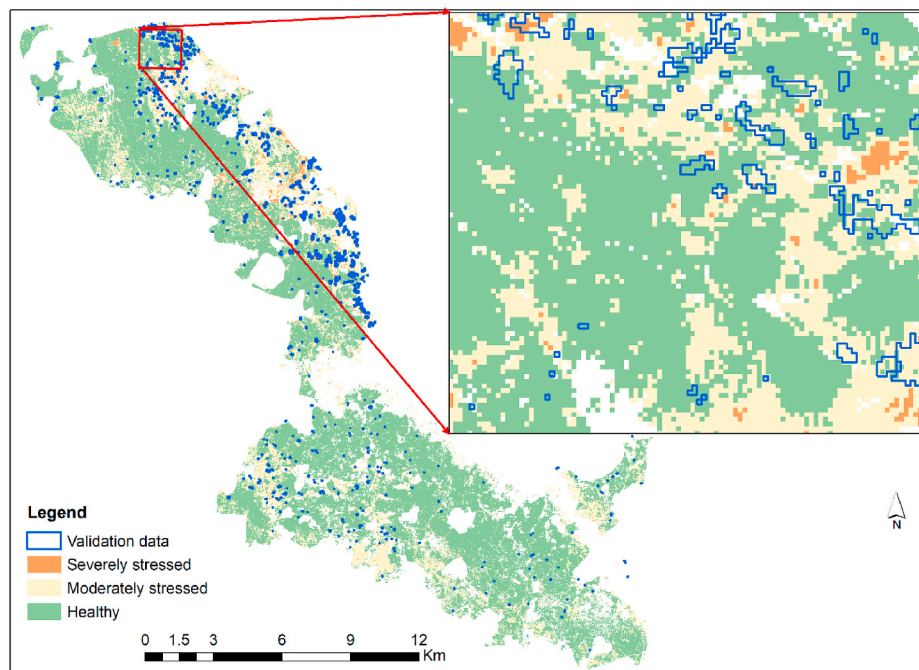 Legend
Validation data
Severely stressed
Moderately stressed
Healthy
0 1.5 3 6 9 12
Km
N